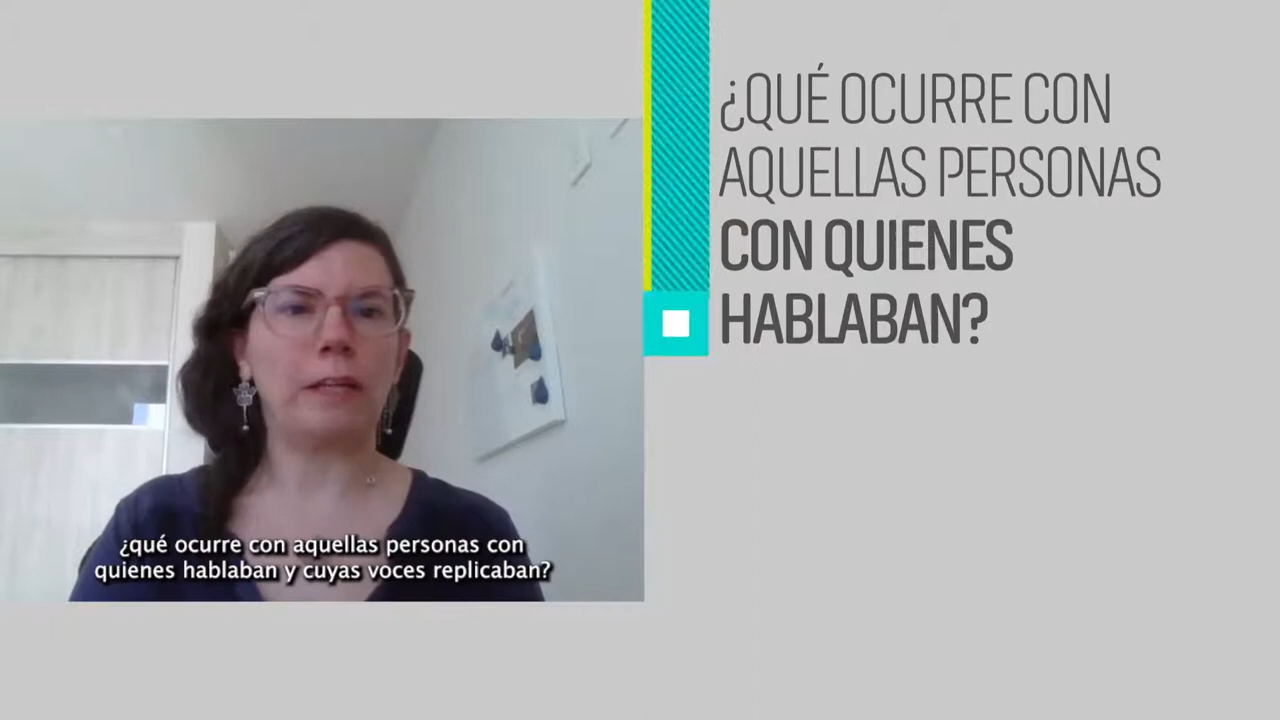 ¿QUÉ OCURRE CON
AQUELLAS PERSONAS
CON QUIENES
HABLABAN?
¿qué ocurre con aquellas personas con
quienes hablaban y cuyas voces replicaban?